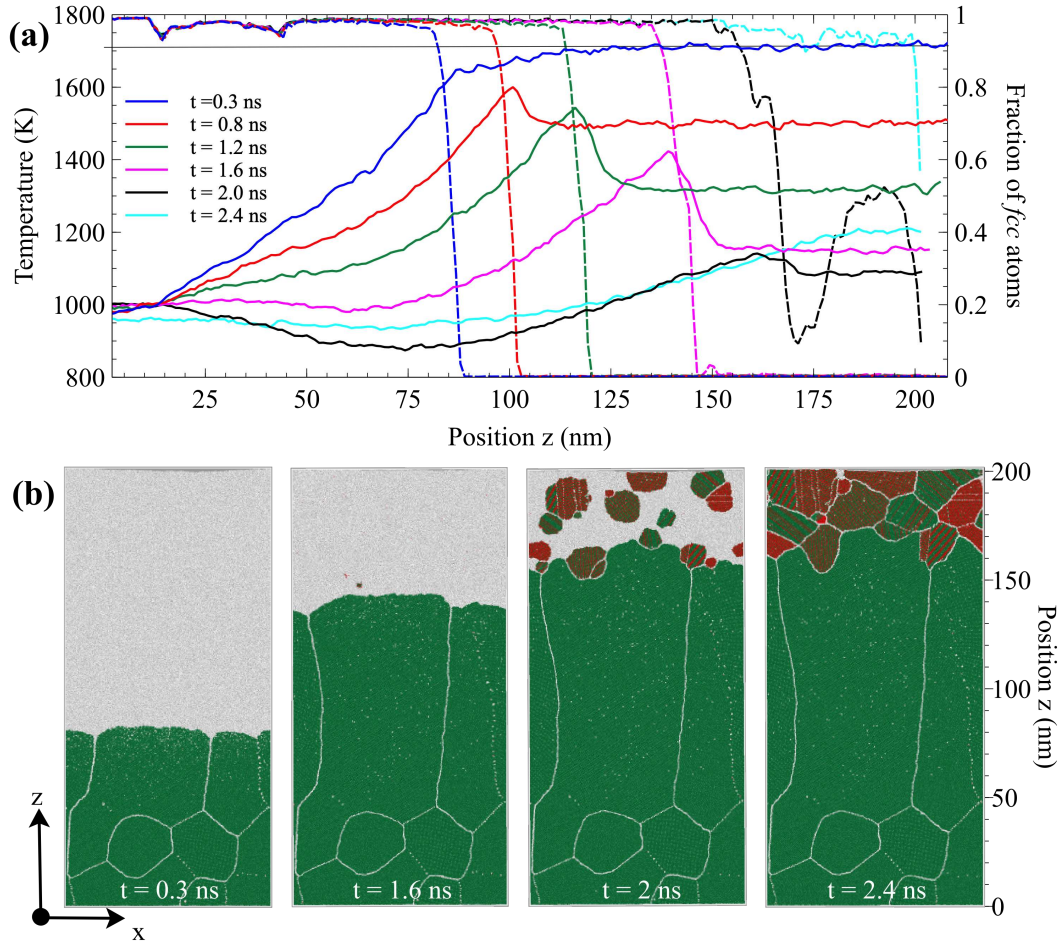 (a)
1800
1600
1400
1200
1000
800
Temperature (K)
t =0.3 ns
t = 0.8 ns
t = 1.2 ns
t = 1.6 ns
t = 2.0 ns
t = 2.4 ns
1
0.8
0.6
0.4
0.2
0
Fraction of fcc atoms
25 50 75 100 125 150 175 200
Position z (nm)
(b)
z
x
t = 0.3 ns
t = 1.6 ns
t = 2 ns
t = 2.4 ns
200
150
100
50
0
Position z (nm)